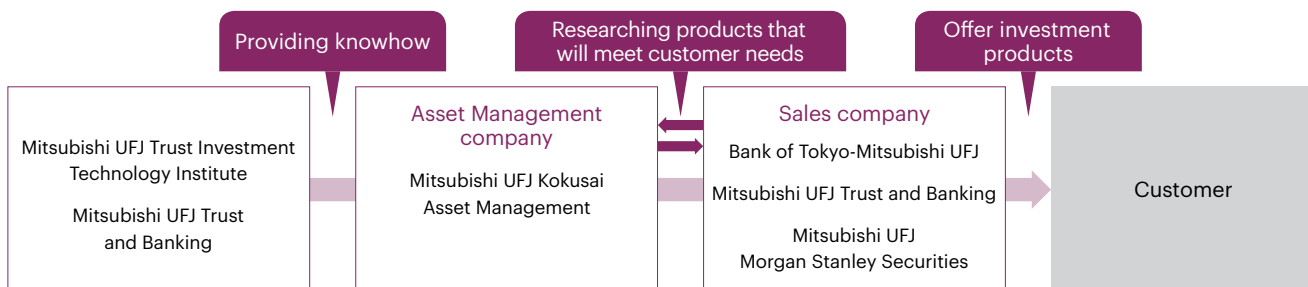 Providing knowhow
Researching products that
will meet customer needs
Offer investment
products
Mitsubishi UFJ Trust Investment
Technology Institute
Mitsubishi UFJ Trust
and Banking
Asset Management
company
Mitsubishi UFJ Kokusai
Asset Management
Sales company
Bank of Tokyo-Mitsubishi UFJ
Mitsubishi UFJ Trust and Banking
Mitsubishi UFJ
Morgan Stanley Securities
Customer